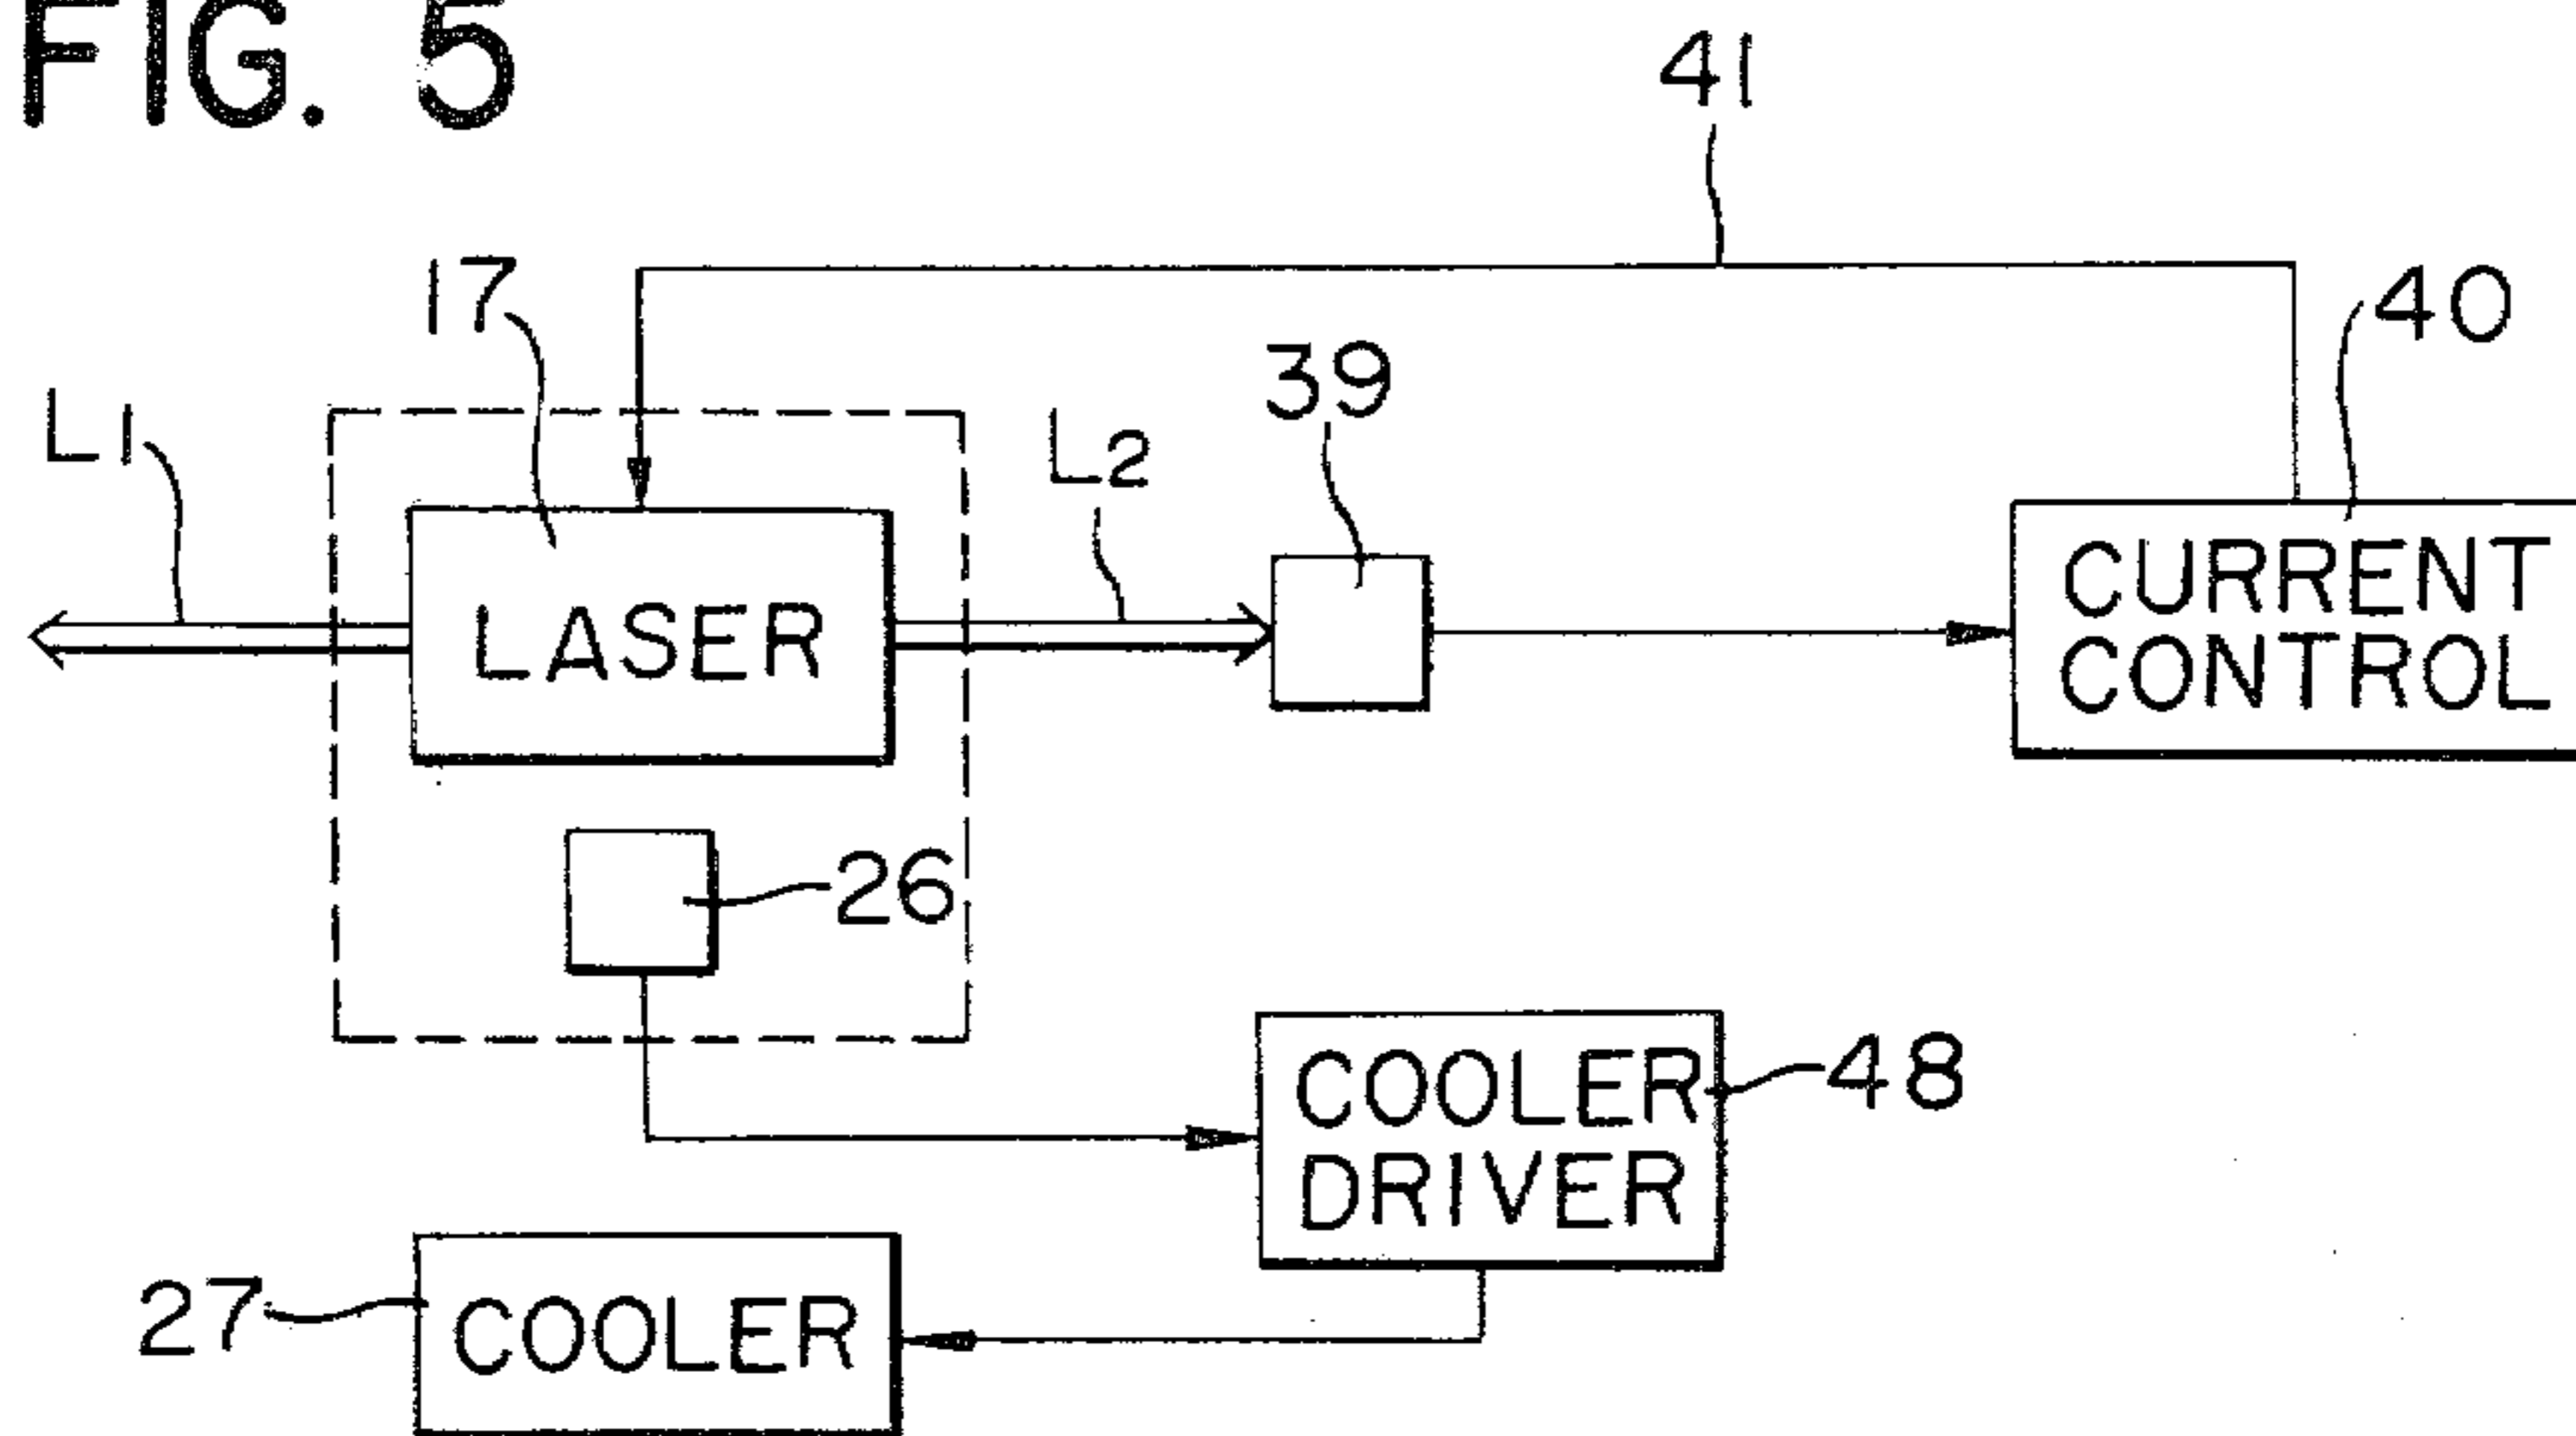 FIG. 5
41
17
40
39
L1
L2
LASER
CURRENT
CONTROL
26
COOLER
DRIVER
48
27
COOLER